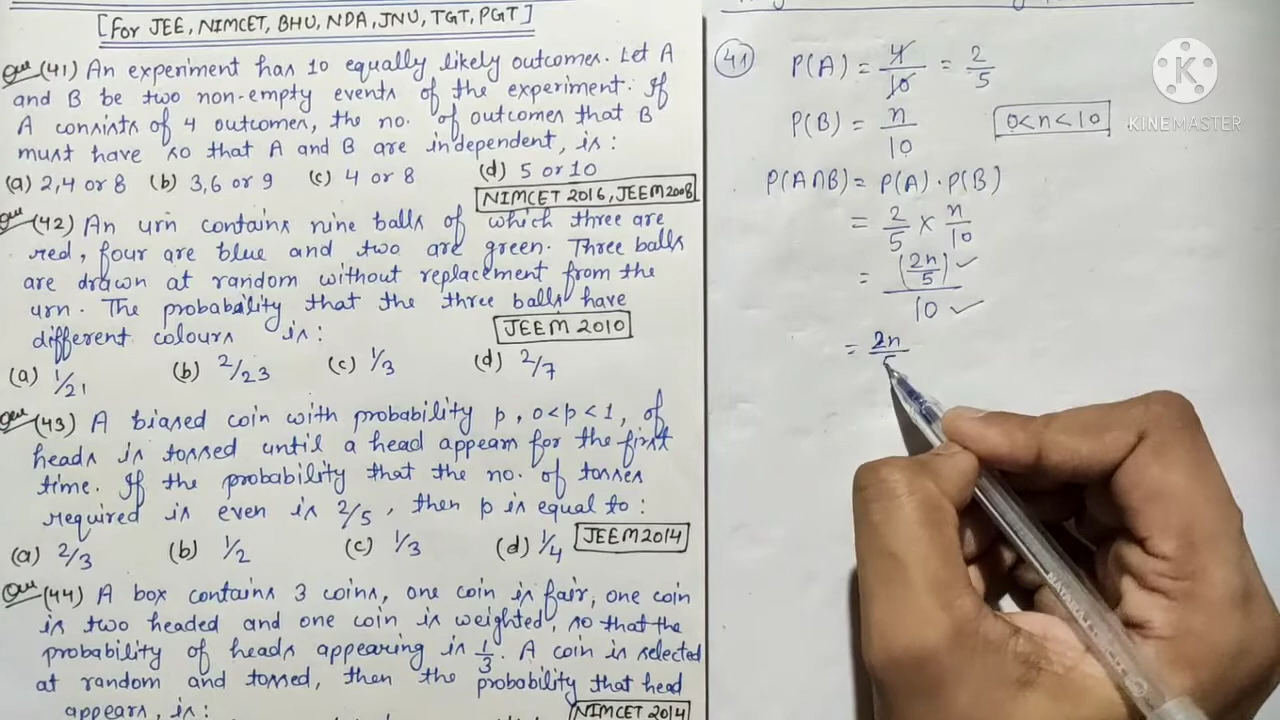 [For JEE, NIMCET, BHU, NDA, JNU, TGT, PGT]
Que (41) An experiment has 10 equally likely outcomes. Let A
and B be two non-empty events of the experiment. If
A consists of 4 outcomes, the no. of outcomes that B
must have so that A and B are independent, is:
(a) 2,4 or 8 (b) 3,6 or 9 (c) 4 or 8 (d) 5 or 10
NIMCET 2016, JEEM 2008
Que (42) An urn contains nine balls of which three are
red, four are blue and two are green. Three balls
are drawn at random without replacement from the
urn. The probability that the three balls have
different colours is:
JEEM 2010
(a) 1/21 (b) 2/23 (c) 1/3 (d) 2/7
Que (43) A biased coin with probability p, 0<p<1, of
heads is tossed until a head appears for the first
time. If the probability that the no. of tosses
required is even is 2/5, then p is equal to:
JEEM 2014
(a) 2/3 (b) 1/2 (c) 1/3 (d) 1/4
Que (44) A box contains 3 coins, one coin is fair, one coin
is two headed and one coin is weighted, so that the
probability of heads appearing is 1/3. A coin is selected
at random and tossed, then the probability that head
appears, is:
NIMCET 2014
(41) P(A) = 4/10 = 2/5
P(B) = n/10 0<n<10
P(A∩B) = P(A) . P(B)
= 2/5 × n/10
= (2n/5) ✓
10 ✓
= 2n/5
K
KINEMASTER